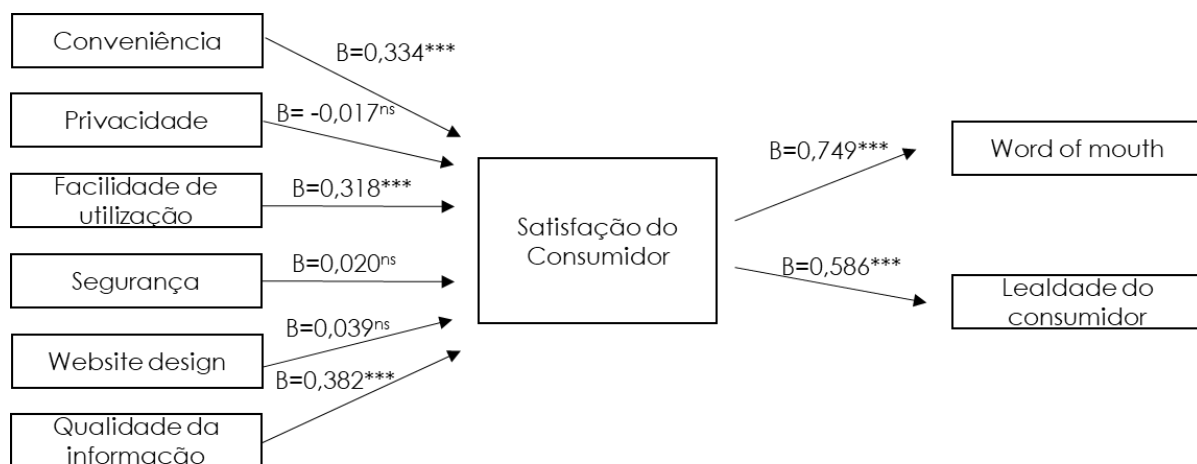 Conveniência
B=0,334***
Privacidade
B= -0,017ns
Facilidade de
utilização
B=0,318***
Segurança
B=0,020ns
Website design
B=0,039ns
Qualidade da
informação
B=0,382***
Satisfação do
Consumidor
B=0,749***
Word of mouth
B=0,586***
Lealdade do
consumidor